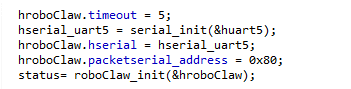 hroboClaw.timeout = 5;
hserial_uart5 = serial_init(&huart5);
hroboClaw.hserial = hserial_uart5;
hroboClaw.packetserial_address = 0x80;
status= roboClaw_init(&hroboClaw);